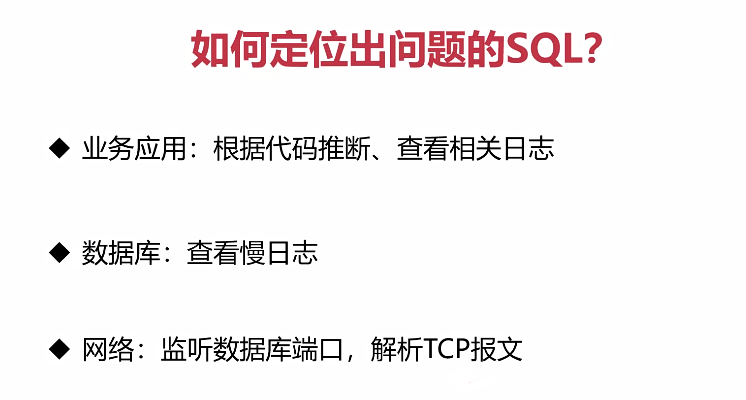 如何定位出问题的SQL？
◆ 业务应用：根据代码推断、查看相关日志
◆ 数据库：查看慢日志
◆ 网络：监听数据库端口，解析TCP报文